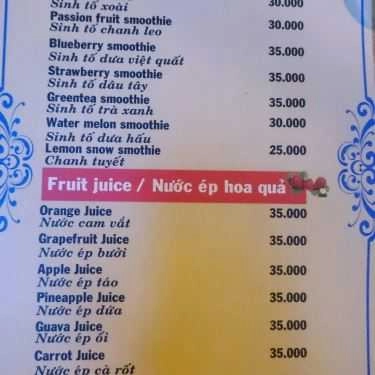 Sinh tố xoài 30.000
Passion fruit smoothie
Sinh tố chanh leo 30.000
Blueberry smoothie 35.000
Sinh tố dưa việt quất
Strawberry smoothie 35.000
Sinh tố dâu tây
Greentea smoothie 35.000
Sinh tố trà xanh
Water melon smoothie 30.000
Sinh tố dưa hấu
Lemon snow smothie 25.000
Chanh tuyết
Fruit juice / Nước ép hoa quả
Orange Juice 35.000
Nước cam vắt
Grapefruit Juice 35.000
Nước ép bưởi
Apple Juice 35.000
Nước ép táo
Pineapple Juice 35.000
Nước ép dứa
Guava Juice 35.000
Nước ép ổi
Carrot Juice 35.000
Nước ép cà rốt